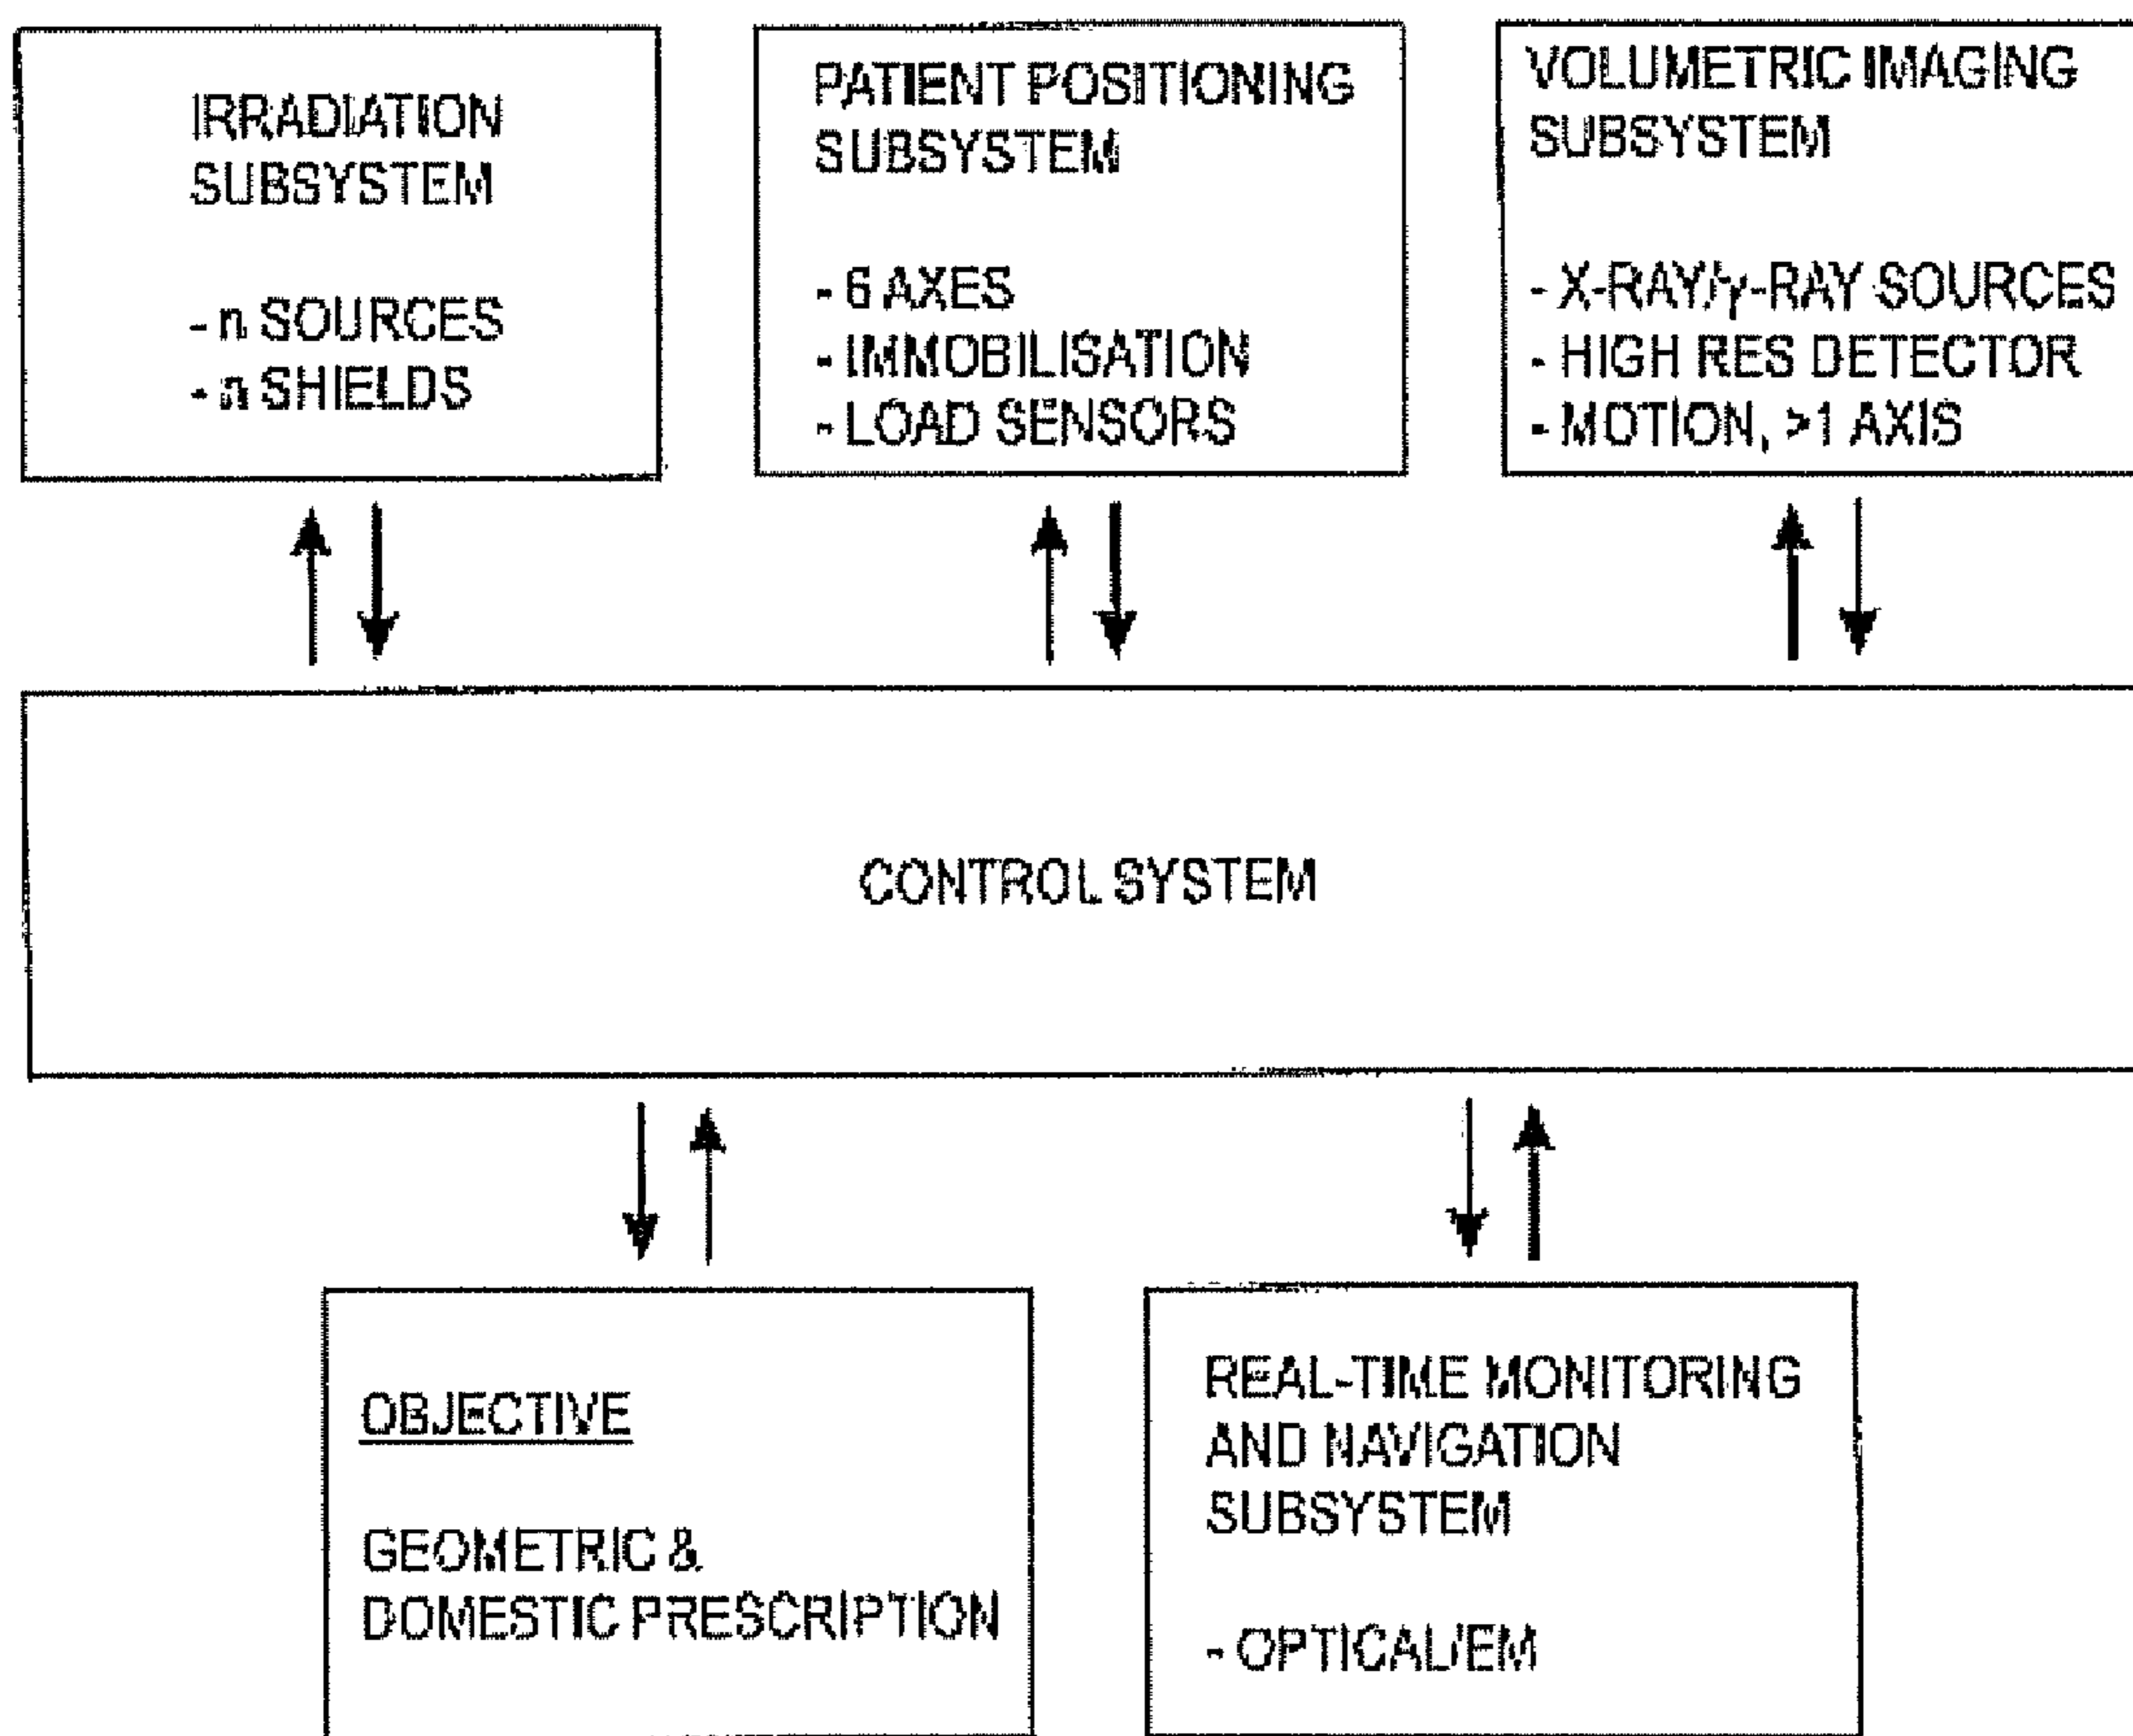 IRRADIATION
SUBSYSTEM
- n SOURCES
- n SHIELDS
PATIENT POSITIONING
SUBSYSTEM
- 6 AXES
- IMMOBILISATION
- LOAD SENSORS
VOLUMETRIC IMAGING
SUBSYSTEM
- X-RAY/γ-RAY SOURCES
- HIGH RES DETECTOR
- MOTION, >1 AXIS
CONTROL SYSTEM
OBJECTIVE
GEOMETRIC &
DOMESTIC PRESCRIPTION
REAL-TIME MONITORING
AND NAVIGATION
SUBSYSTEM
- OPTICAL/EM